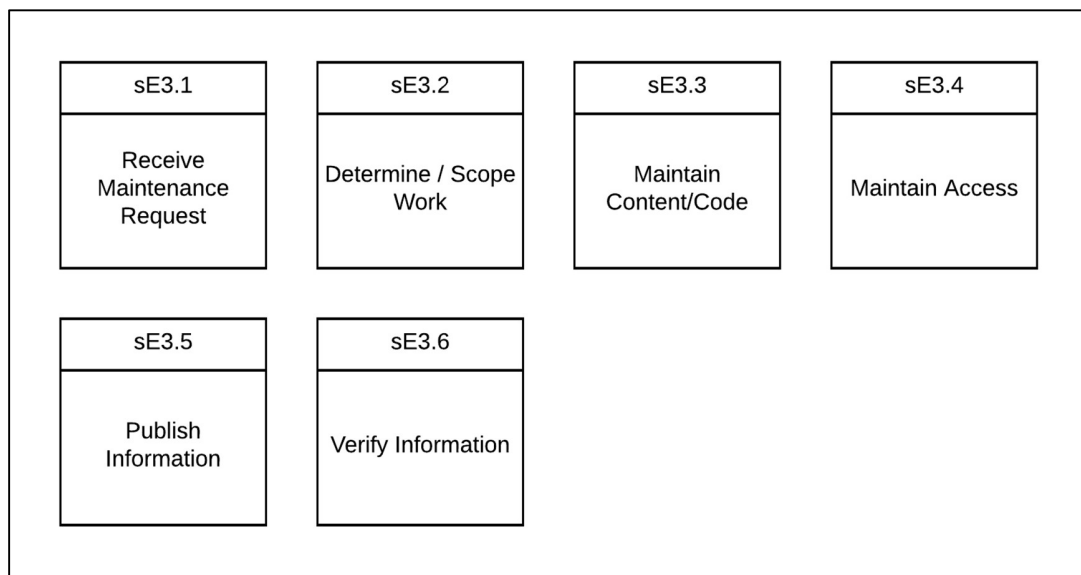 sE3.1
Receive
Maintenance
Request
sE3.2
Determine / Scope
Work
sE3.3
Maintain
Content/Code
sE3.4
Maintain Access
sE3.5
Publish
Information
sE3.6
Verify Information